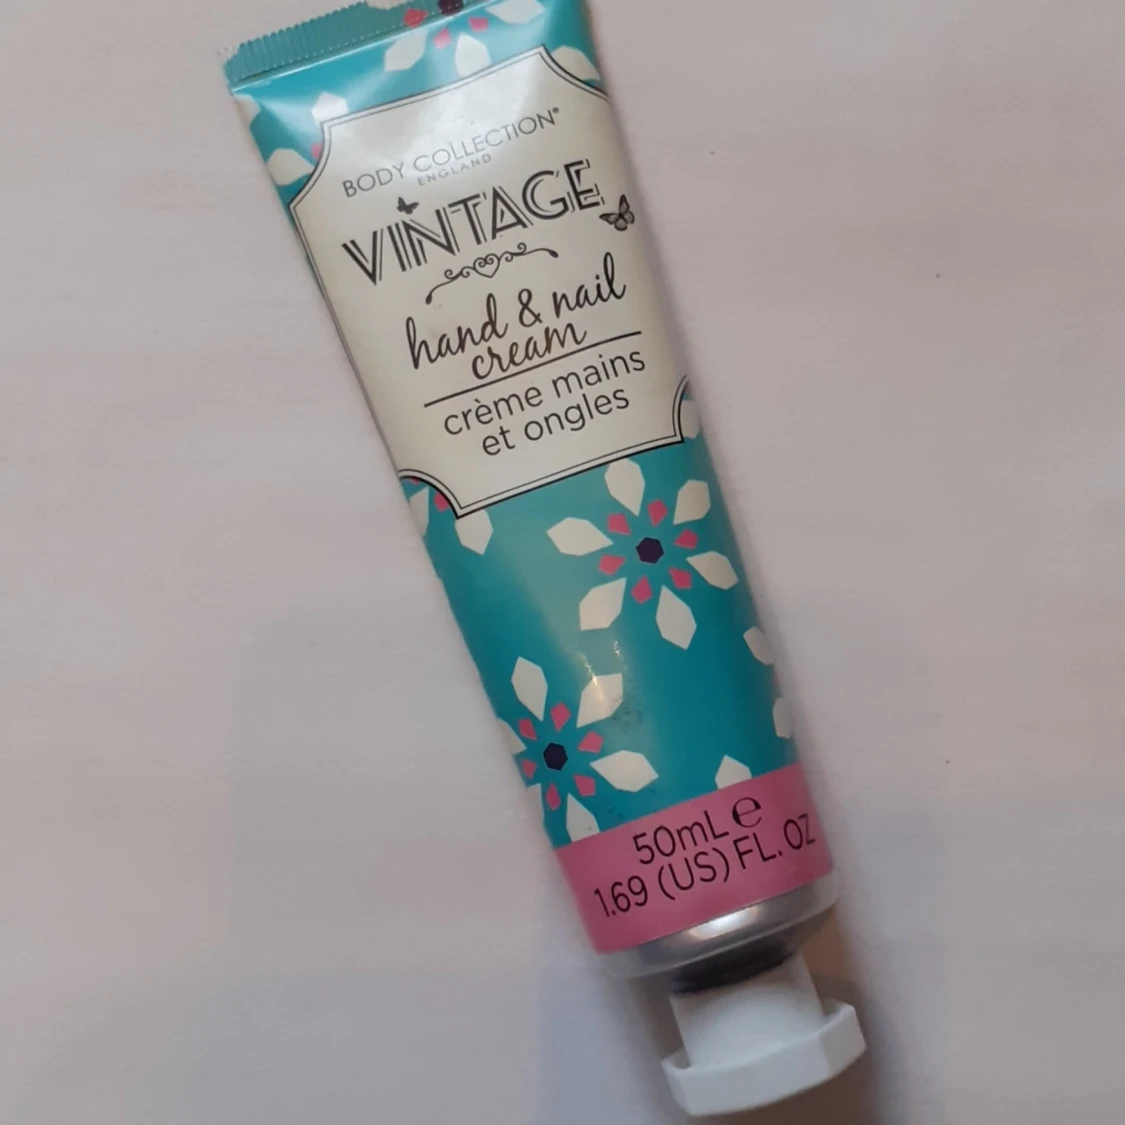 BODY COLLECTION®
ENGLAND
VINTAGE
hand & nail
cream
crème mains
et ongles
50mL ℮
1.69 (US) FL. OZ